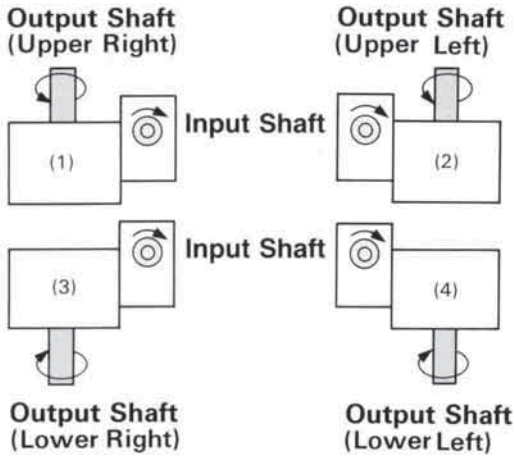 Output Shaft
(Upper Right)
Output Shaft
(Upper Left)
Input Shaft
(1)
(2)
Input Shaft
(3)
(4)
Output Shaft
(Lower Right)
Output Shaft
(Lower Left)